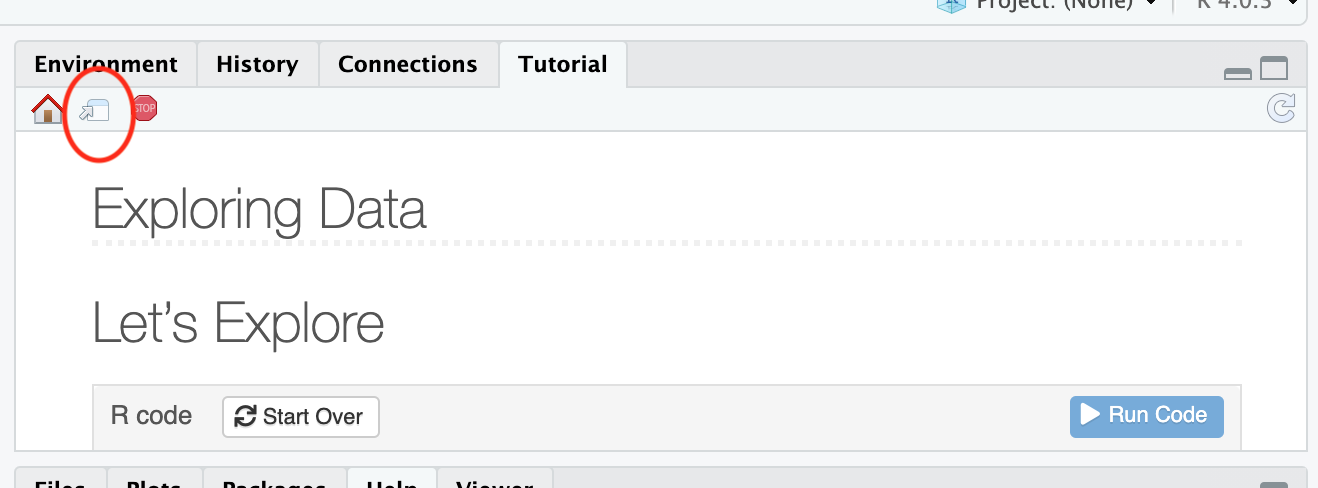 Project: (None) R 4.0.3
Environment History Connections Tutorial
STOP
Exploring Data
Let's Explore
R code Start Over Run Code
Files Plots Packages Help Viewer